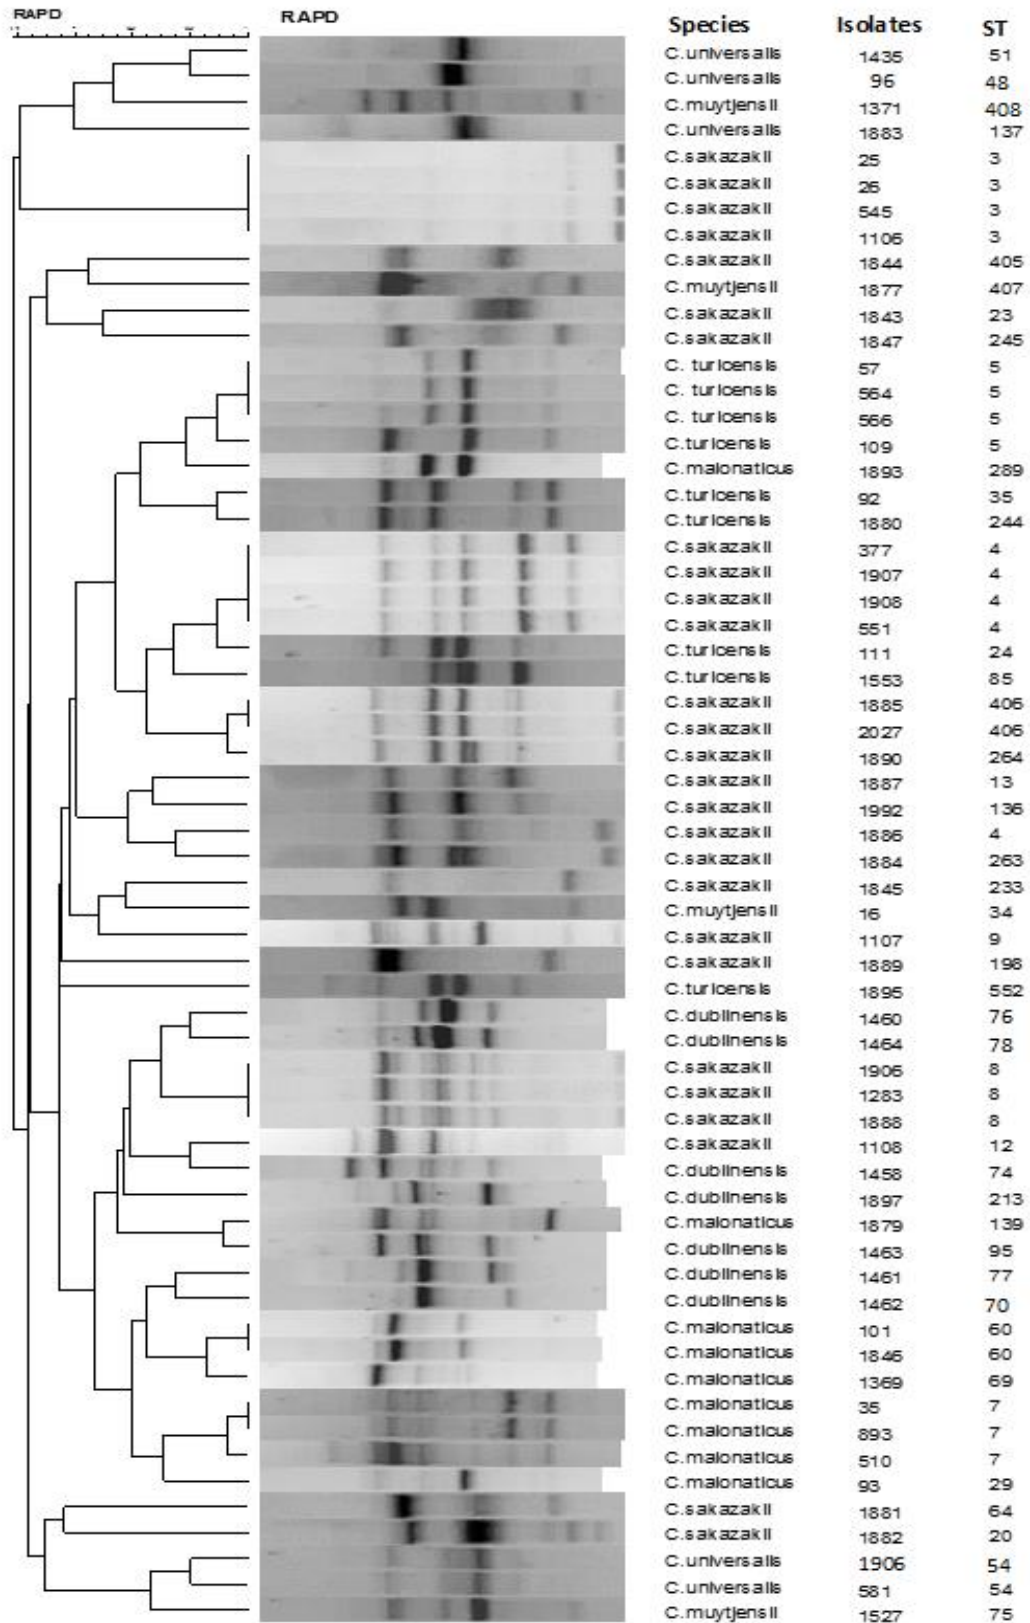 RAPD RAPD Species Isolates ST
C.universalis 1435 51
C.universalis 96 48
C.muytjensii 1371 408
C.universalis 1883 137
C.sakazakii 25 3
C.sakazakii 26 3
C.sakazakii 545 3
C.sakazakii 1106 3
C.sakazakii 1844 405
C.muytjensii 1877 407
C.sakazakii 1843 23
C.sakazakii 1847 245
C. turicensis 57 5
C. turicensis 564 5
C. turicensis 566 5
C.turicensis 109 5
C.malonaticus 1893 289
C.turicensis 92 35
C.turicensis 1880 244
C.sakazakii 377 4
C.sakazakii 1907 4
C.sakazakii 1908 4
C.sakazakii 551 4
C.turicensis 111 24
C.turicensis 1553 85
C.sakazakii 1885 406
C.sakazakii 2027 406
C.sakazakii 1890 264
C.sakazakii 1887 13
C.sakazakii 1992 136
C.sakazakii 1886 4
C.sakazakii 1884 263
C.sakazakii 1845 233
C.muytjensii 16 34
C.sakazakii 1107 9
C.sakazakii 1889 198
C.turicensis 1895 552
C.dublinensis 1460 76
C.dublinensis 1464 78
C.sakazakii 1906 8
C.sakazakii 1283 8
C.sakazakii 1888 8
C.sakazakii 1108 12
C.dublinensis 1458 74
C.dublinensis 1897 213
C.malonaticus 1879 139
C.dublinensis 1463 95
C.dublinensis 1461 77
C.dublinensis 1462 70
C.malonaticus 101 60
C.malonaticus 1846 60
C.malonaticus 1369 69
C.malonaticus 35 7
C.malonaticus 893 7
C.malonaticus 510 7
C.malonaticus 93 29
C.sakazakii 1881 64
C.sakazakii 1882 20
C.universalis 1906 54
C.universalis 581 54
C.muytjensii 1527 75